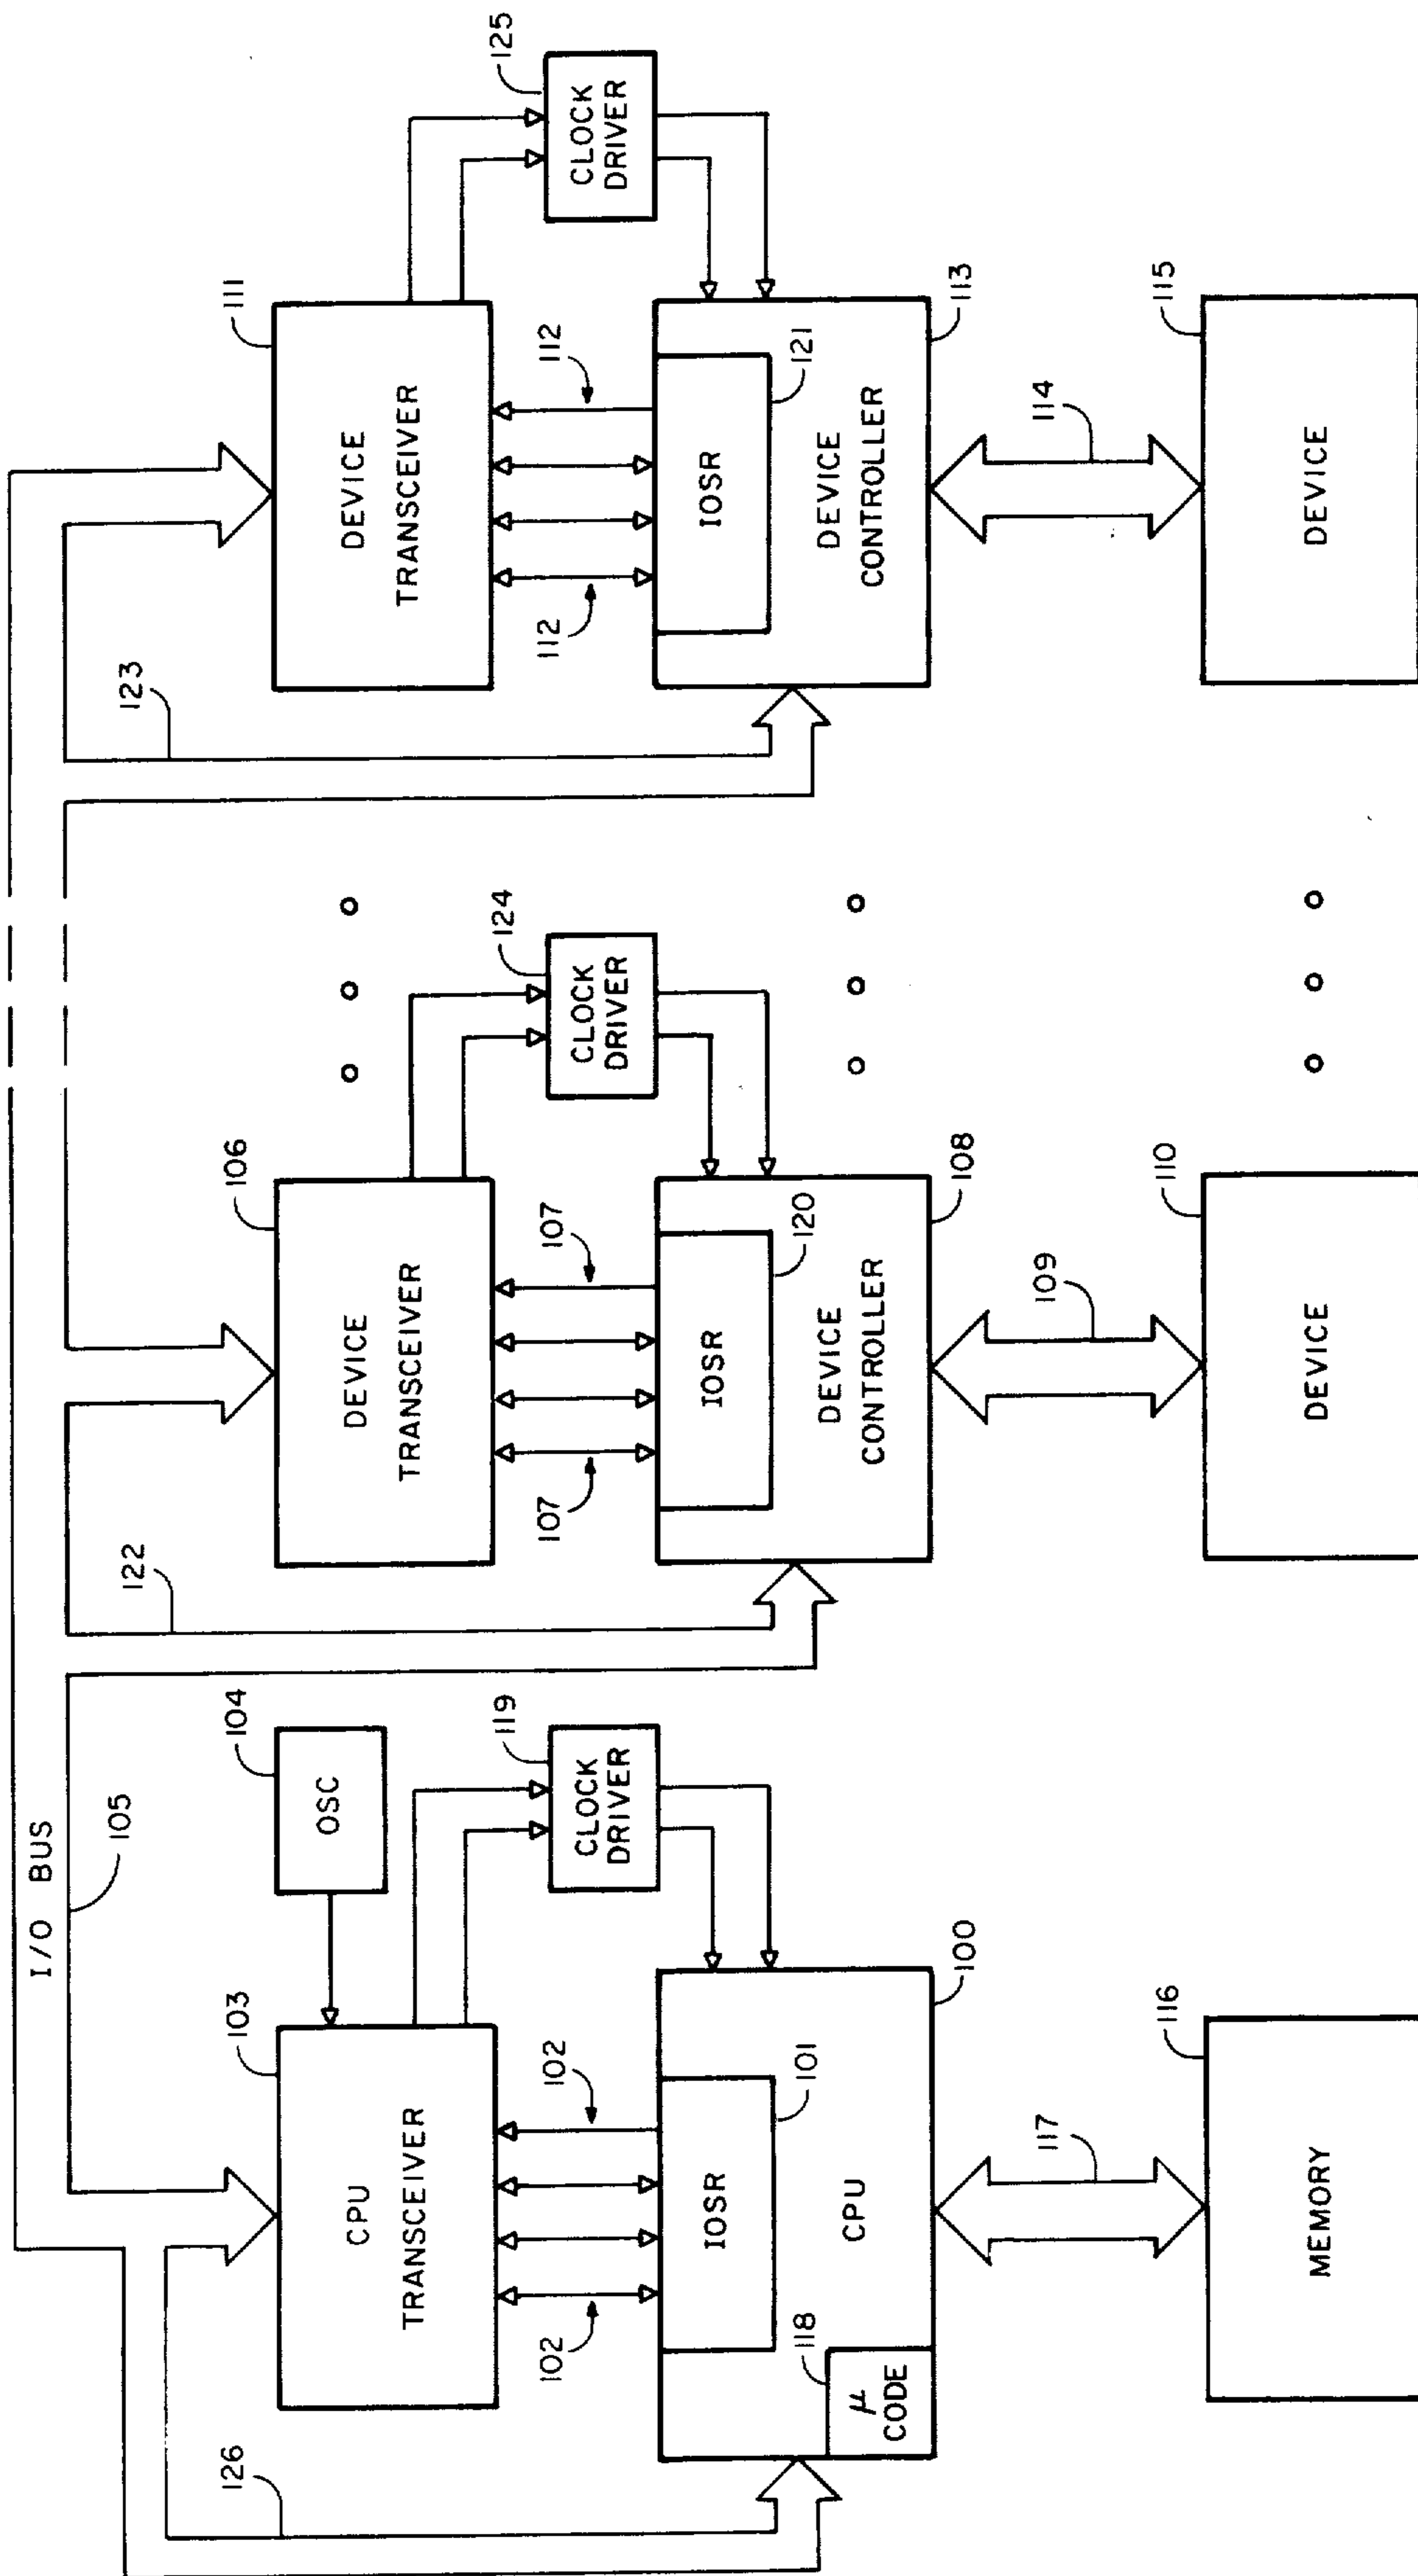 I/O BUS
105
126
103
CPU
TRANSCEIVER
104
OSC
119
CLOCK
DRIVER
102
102
101
IOSR
CPU
100
118
μ
CODE
117
116
MEMORY
122
106
DEVICE
TRANSCEIVER
124
CLOCK
DRIVER
107
107
120
IOSR
DEVICE
CONTROLLER
108
109
110
DEVICE
123
111
DEVICE
TRANSCEIVER
125
CLOCK
DRIVER
112
112
121
IOSR
DEVICE
CONTROLLER
113
114
115
DEVICE